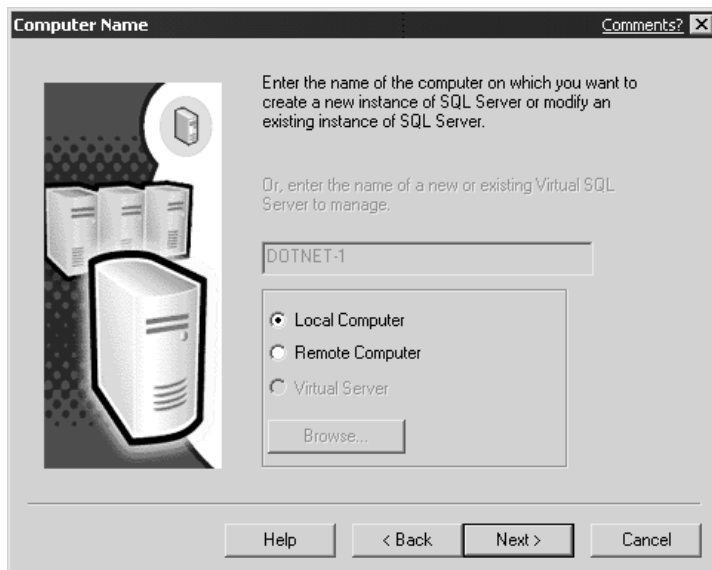 Computer Name
Comments?
Enter the name of the computer on which you want to
create a new instance of SQL Server or modify an
existing instance of SQL Server.
Or, enter the name of a new or existing Virtual SQL
Server to manage.
DOTNET-1
Local Computer
Remote Computer
Virtual Server
Browse...
Help
< Back
Next >
Cancel